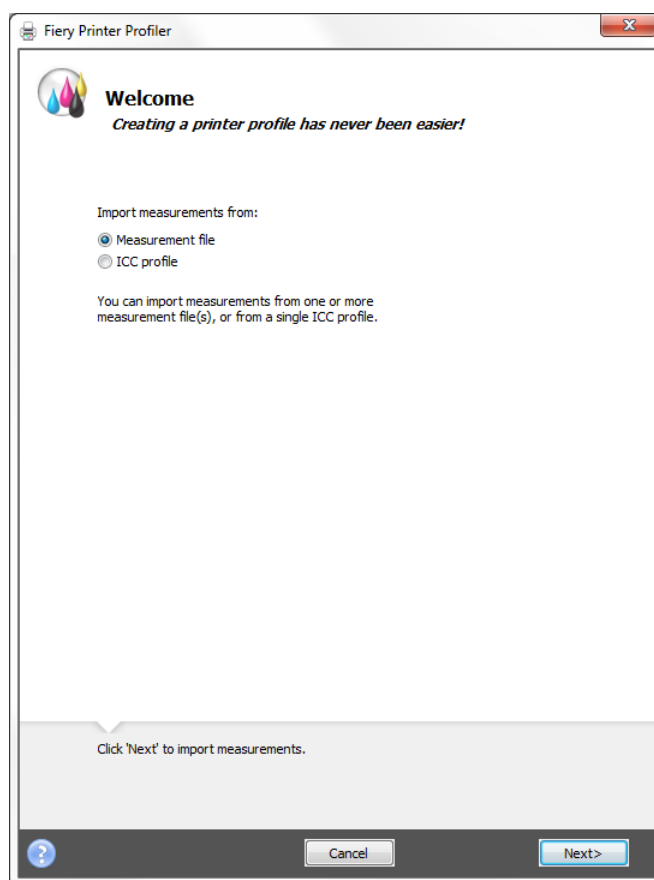 Fiery Printer Profiler
X
Welcome
Creating a printer profile has never been easier!
Import measurements from:
Measurement file
ICC profile
You can import measurements from one or more
measurement file(s), or from a single ICC profile.
Click 'Next' to import measurements.
?
Cancel
Next>